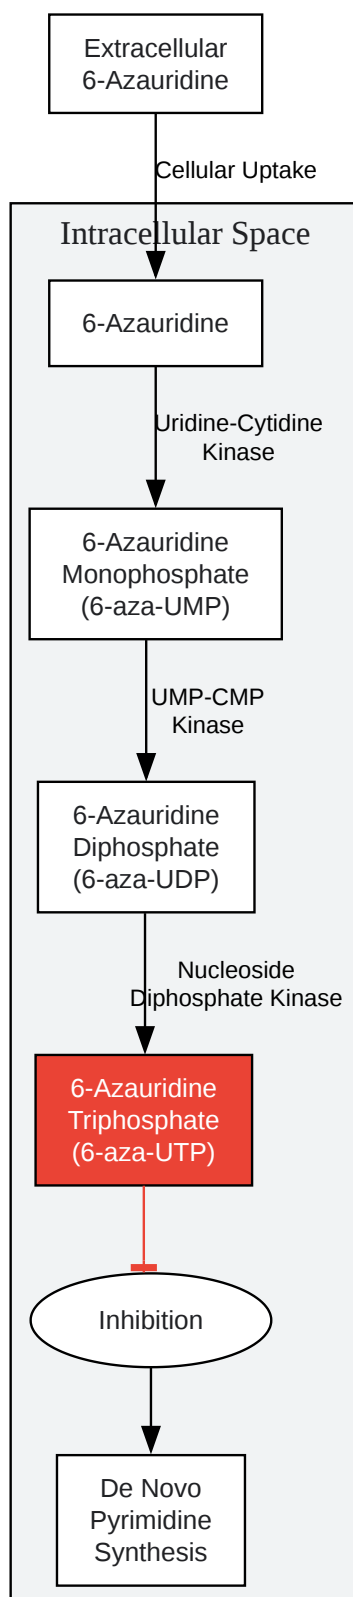 Extracellular
6-Azauridine
Cellular Uptake
Intracellular Space
6-Azauridine
Uridine-Cytidine
Kinase
6-Azauridine
Monophosphate
(6-aza-UMP)
UMP-CMP
Kinase
6-Azauridine
Diphosphate
(6-aza-UDP)
Nucleoside
Diphosphate Kinase
6-Azauridine
Triphosphate
(6-aza-UTP)
Inhibition
De Novo
Pyrimidine
Synthesis